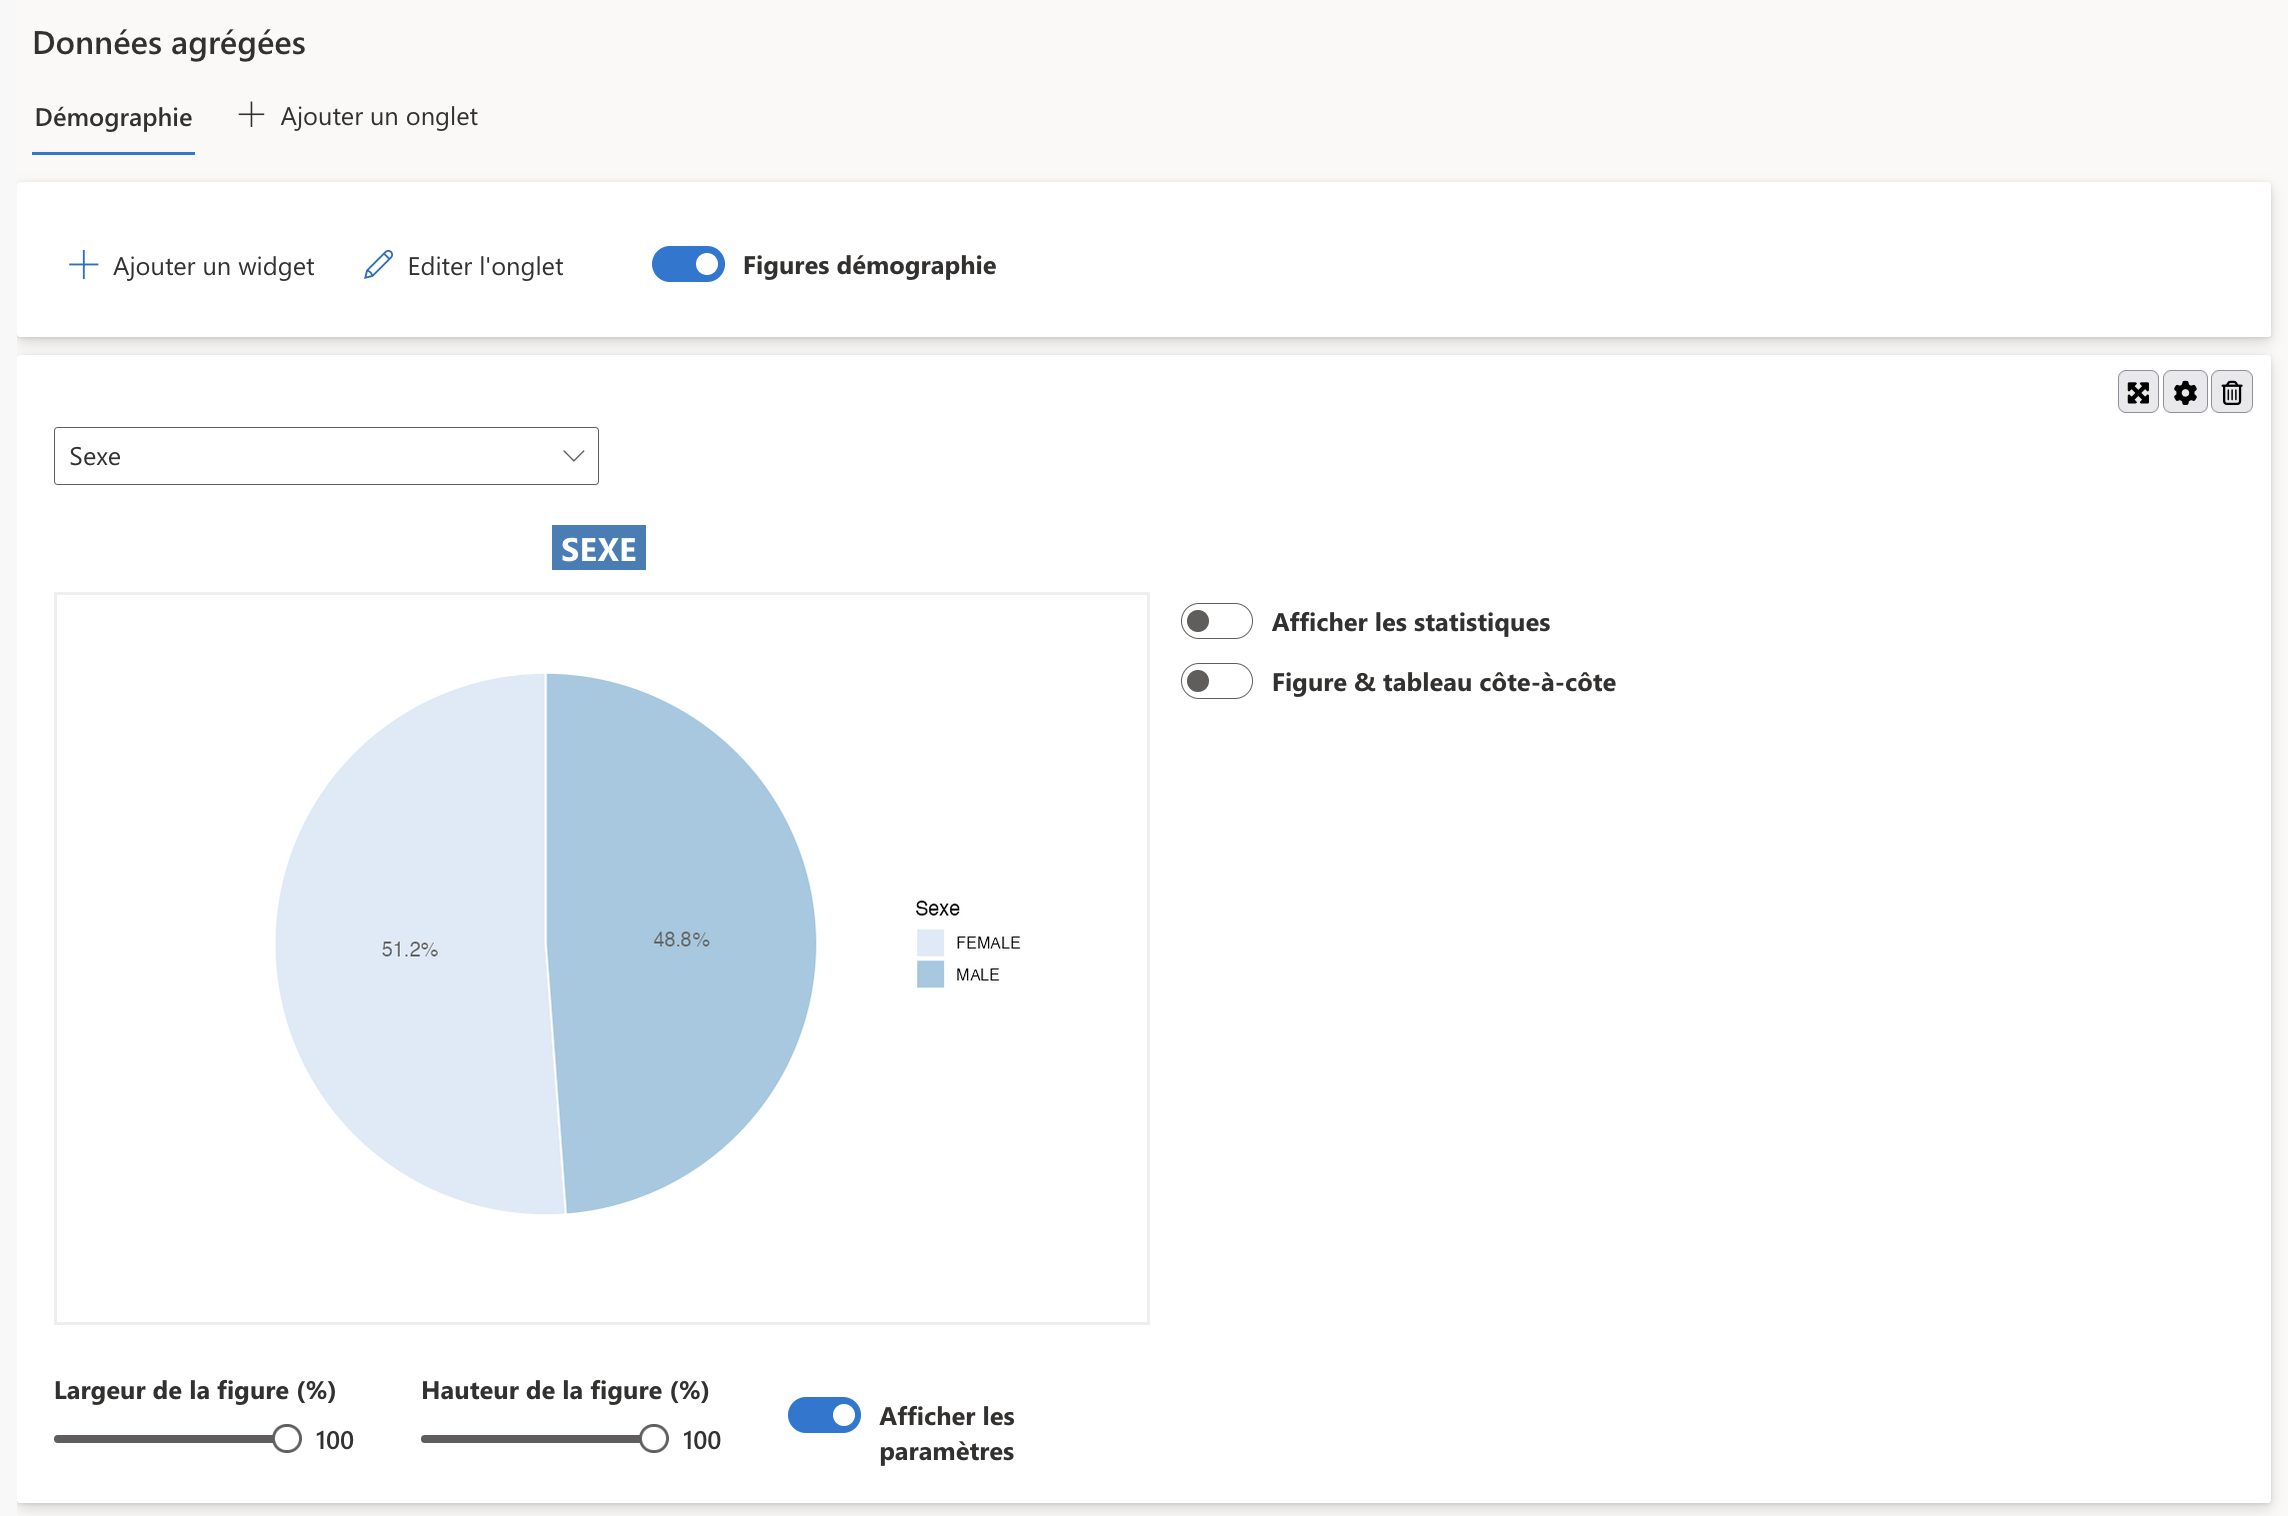 Données agrégées
Démographie
Ajouter un onglet
Ajouter un widget
Editer l'onglet
Figures démographie
Sexe
SEXE
Afficher les statistiques
Figure & tableau côte-à-côte
51.2%
48.8%
Sexe
FEMALE
MALE
Largeur de la figure (%)
100
Hauteur de la figure (%)
100
Afficher les
paramètres